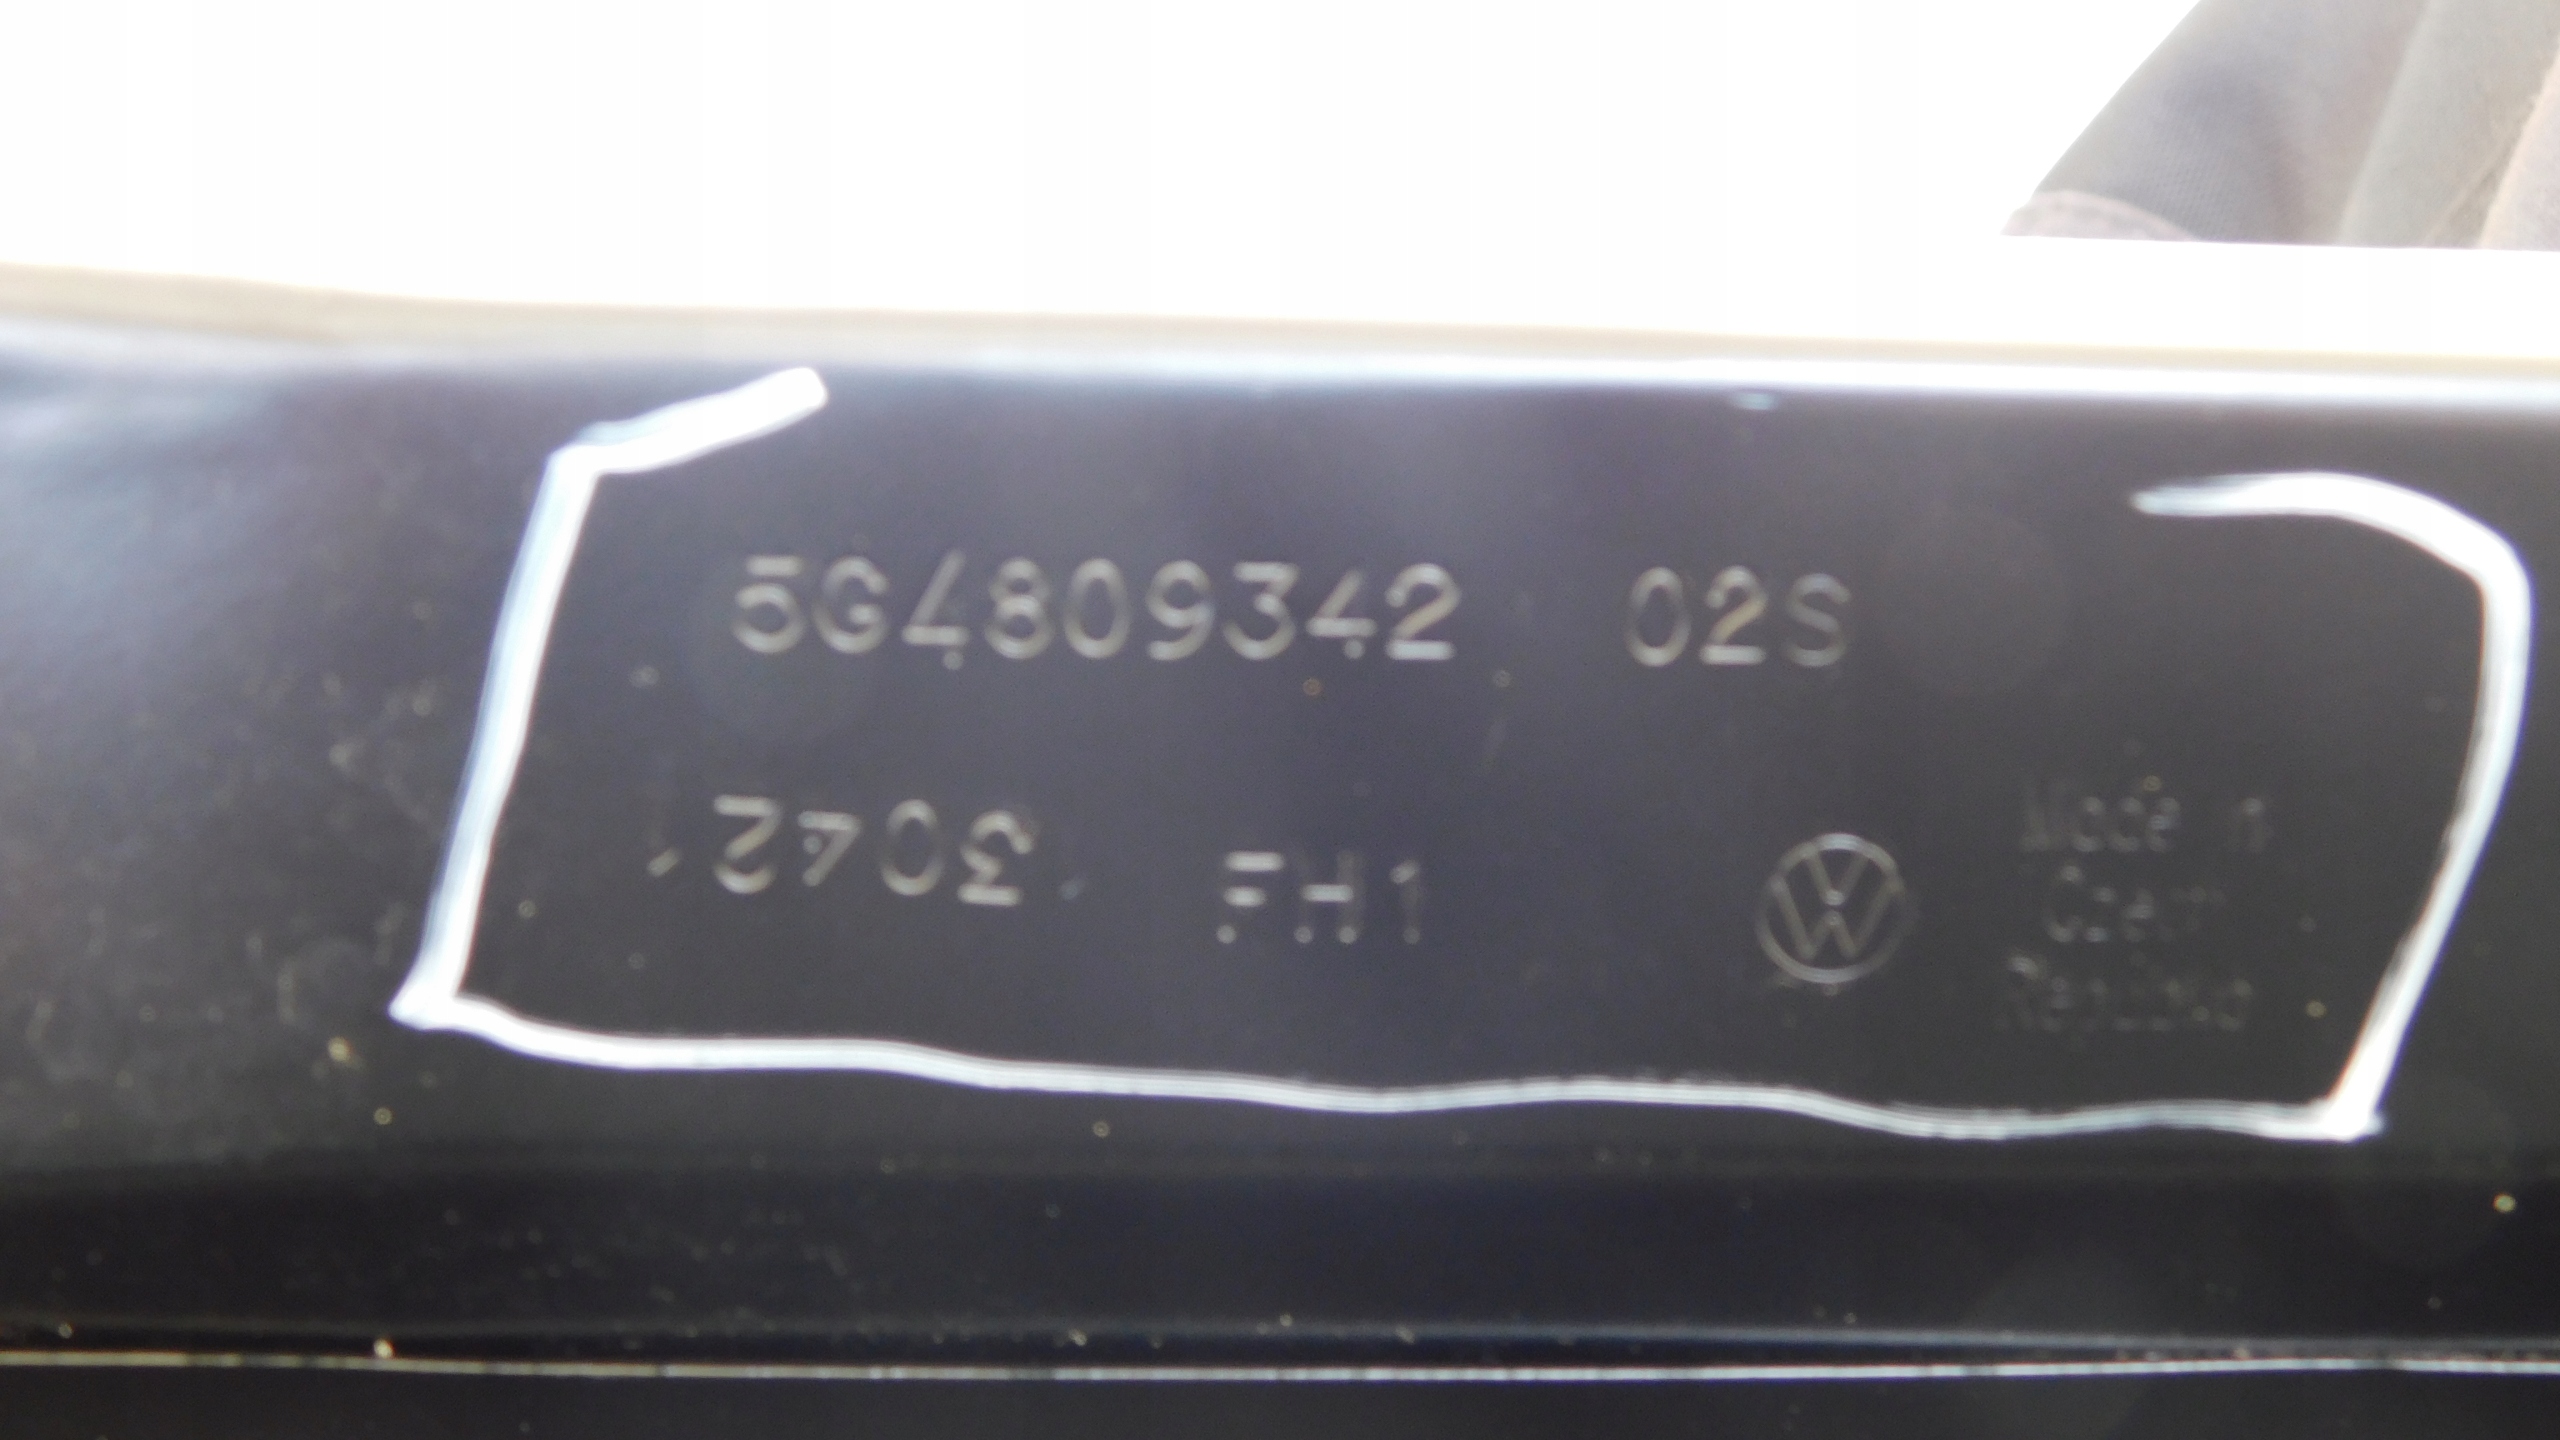 5G4809342 02S
3042 FH1
Made in
Czech
Republic